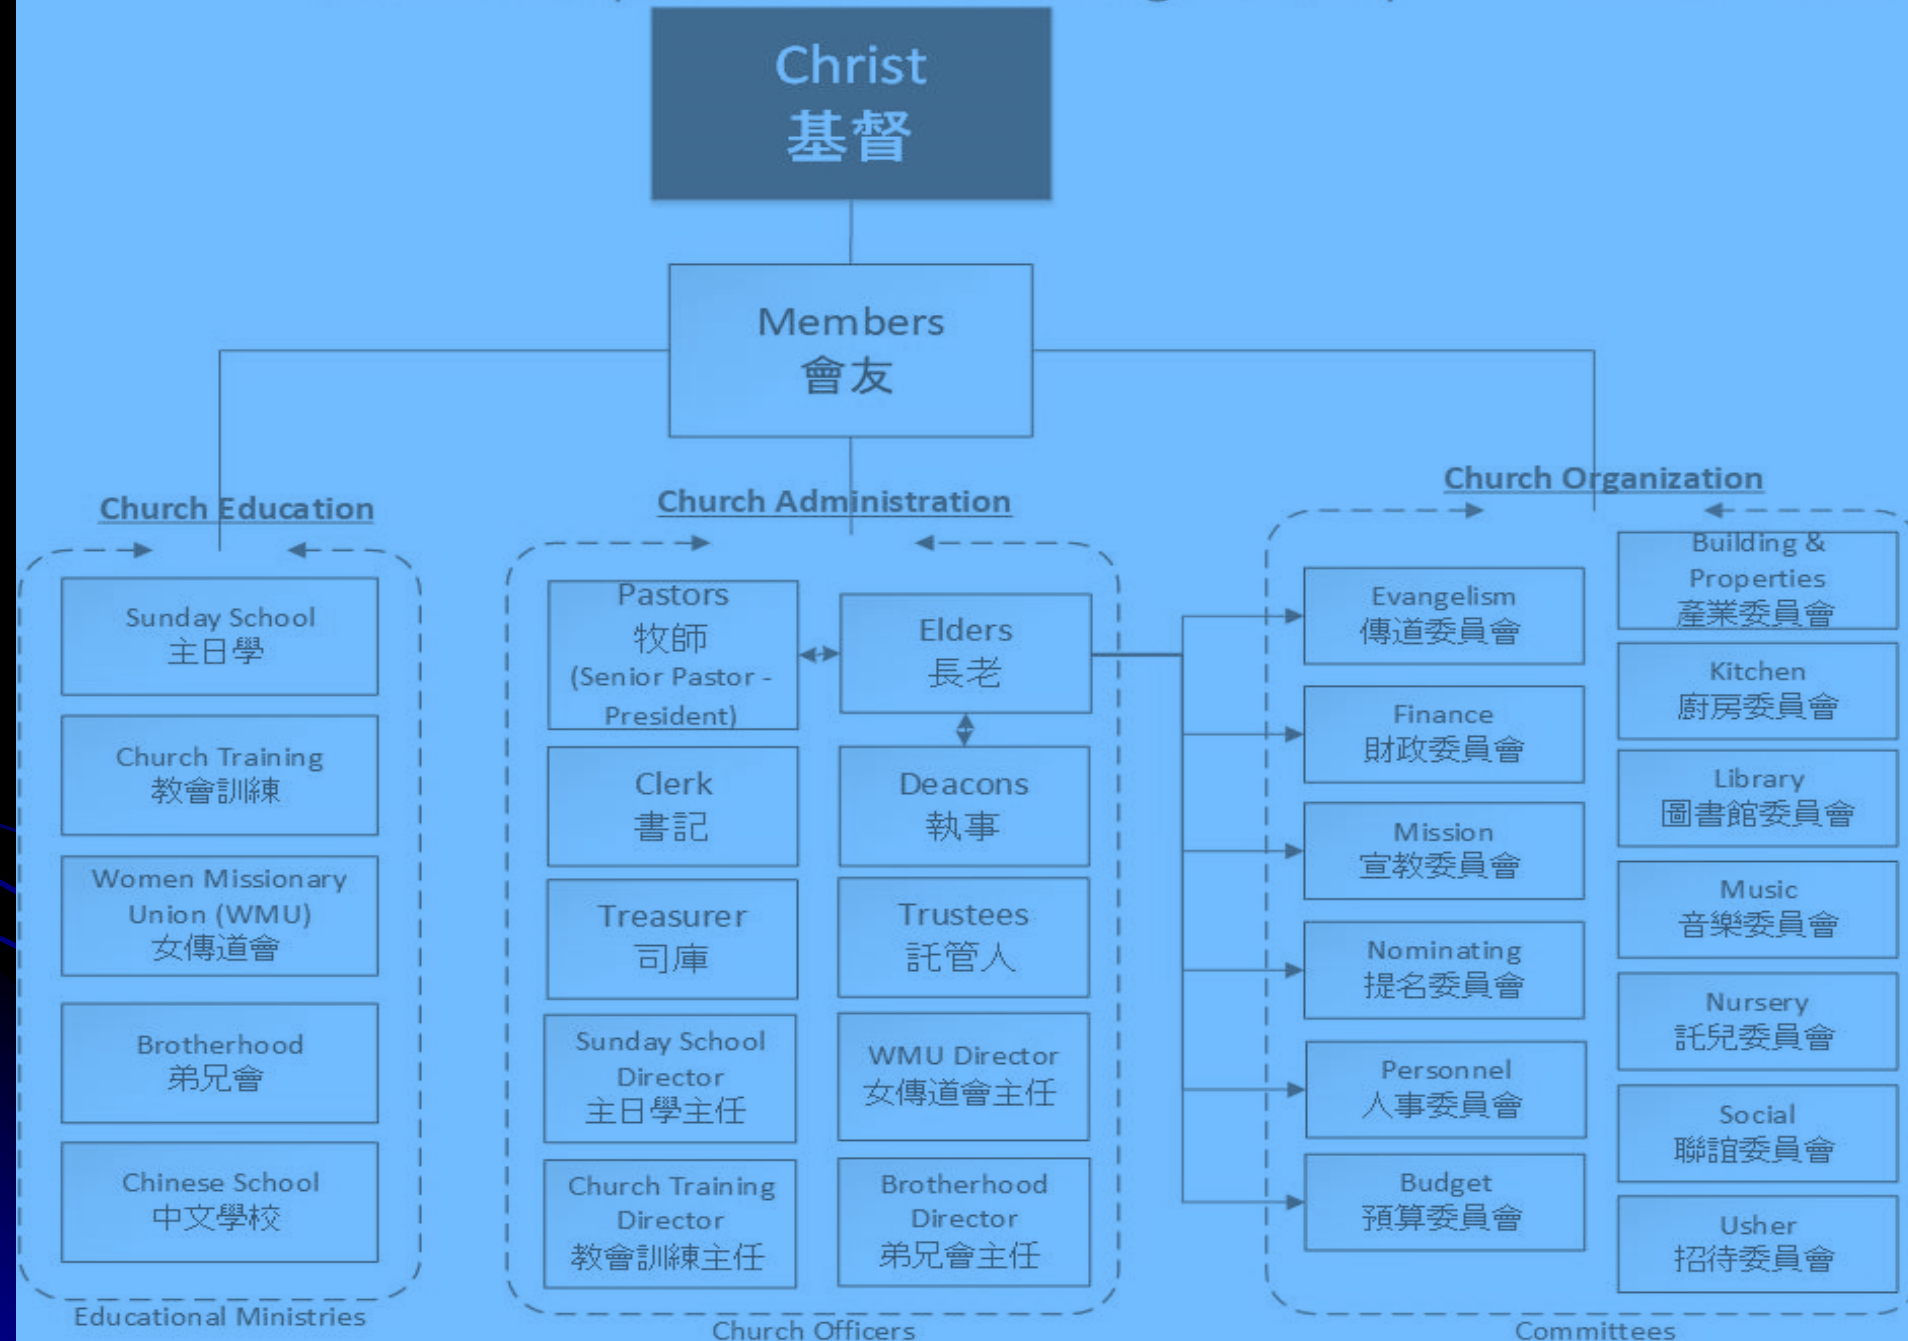 Christ
基督
Members
會友
Church Education
Sunday School
主日學
Church Training
教會訓練
Women Missionary
Union (WMU)
女傳道會
Brotherhood
弟兄會
Chinese School
中文學校
Educational Ministries
Church Administration
Pastors
牧師
(Senior Pastor -
President)
Elders
長老
Clerk
書記
Deacons
執事
Treasurer
司庫
Trustees
託管人
Sunday School
Director
主日學主任
WMU Director
女傳道會主任
Church Training
Director
教會訓練主任
Brotherhood
Director
弟兄會主任
Church Officers
Church Organization
Evangelism
傳道委員會
Finance
財政委員會
Mission
宣教委員會
Nominating
提名委員會
Personnel
人事委員會
Budget
預算委員會
Building &
Properties
產業委員會
Kitchen
廚房委員會
Library
圖書館委員會
Music
音樂委員會
Nursery
託兒委員會
Social
聯誼委員會
Usher
招待委員會
Committees